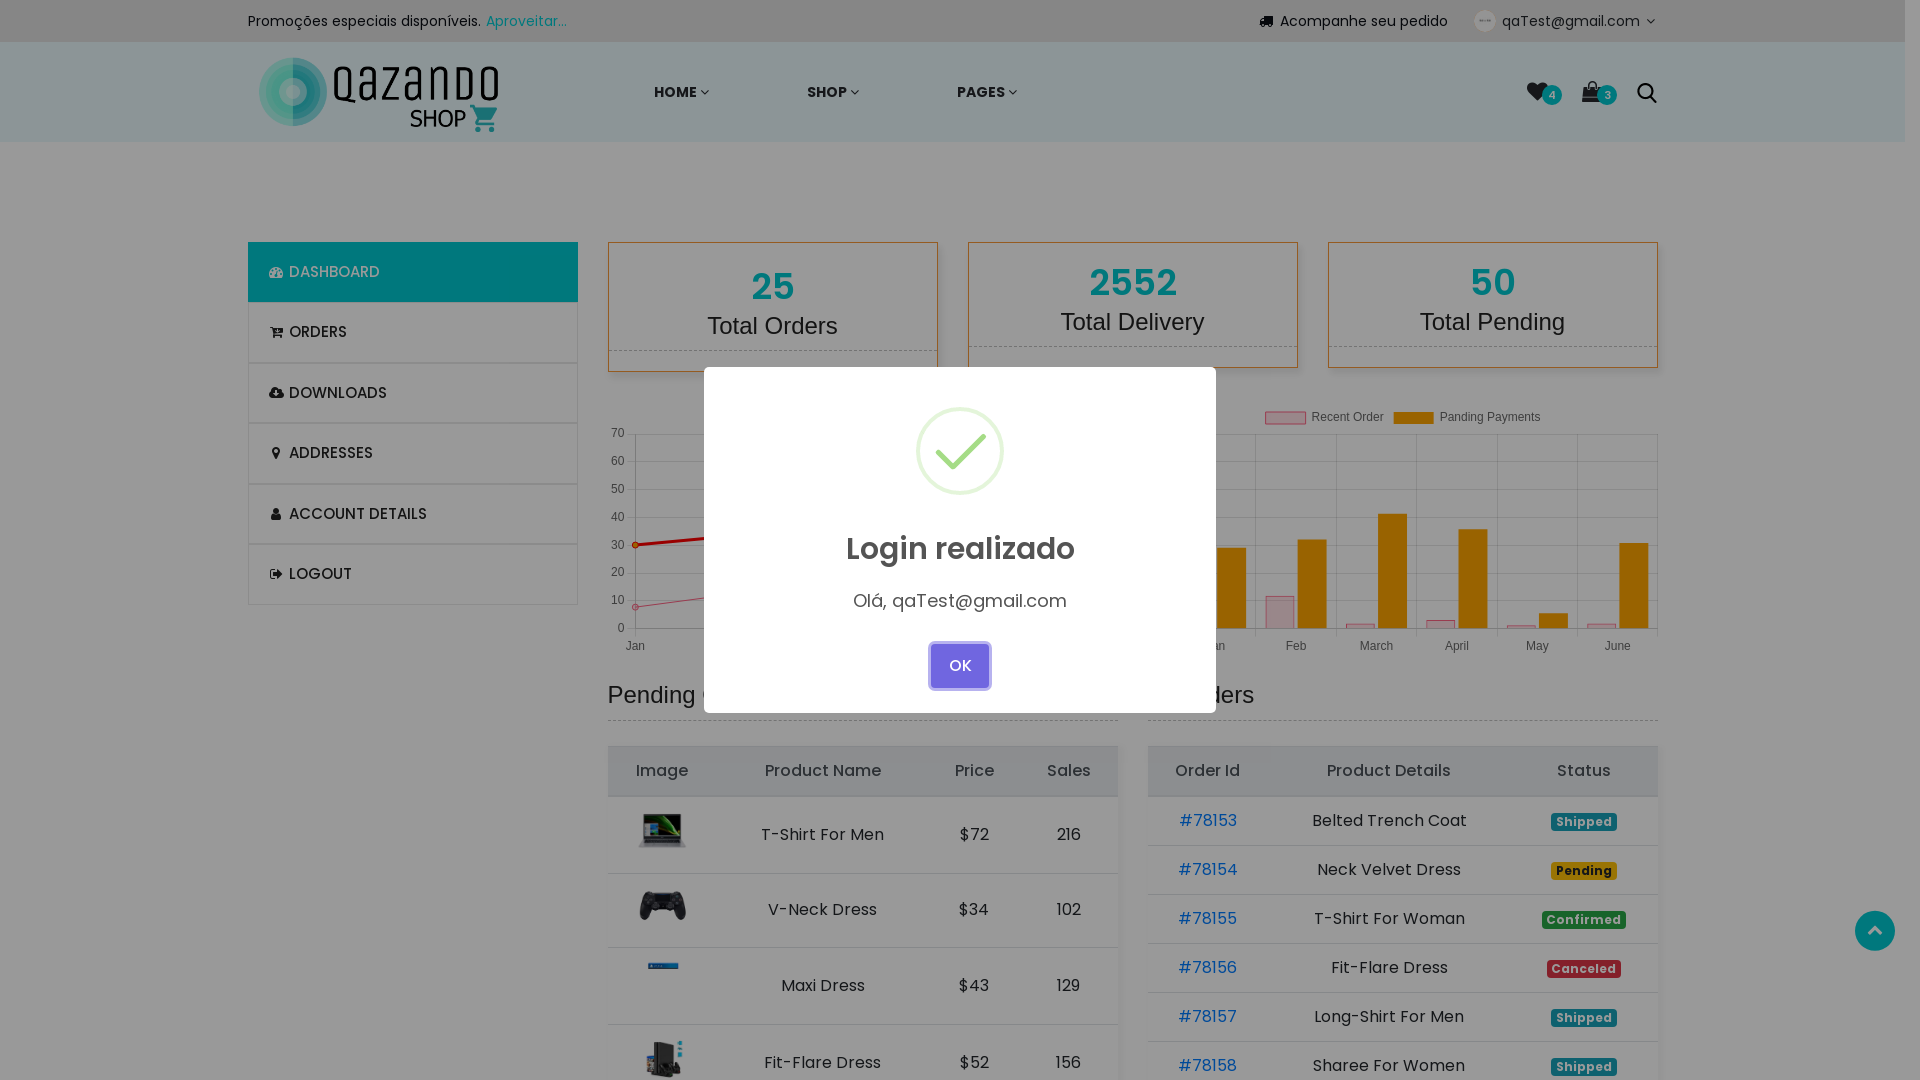 Promoções especiais disponíveis. Aproveitar...
Acompanhe seu pedido
qaTest@gmail.com
QAZANDO
SHOP
HOME
SHOP
PAGES
4
3
DASHBOARD
ORDERS
DOWNLOADS
ADDRESSES
ACCOUNT DETAILS
LOGOUT
25
Total Orders
2552
Total Delivery
50
Total Pending
Recent Order
Panding Payments
70
60
50
40
30
20
10
0
Jan
Feb
March
April
May
June
Login realizado
Olá, qaTest@gmail.com
OK
Pending
Image Product Name Price Sales
T-Shirt For Men $72 216
V-Neck Dress $34 102
Maxi Dress $43 129
Fit-Flare Dress $52 156
Order Id Product Details Status
#78153 Belted Trench Coat Shipped
#78154 Neck Velvet Dress Pending
#78155 T-Shirt For Woman Confirmed
#78156 Fit-Flare Dress Canceled
#78157 Long-Shirt For Men Shipped
#78158 Sharee For Women Shipped